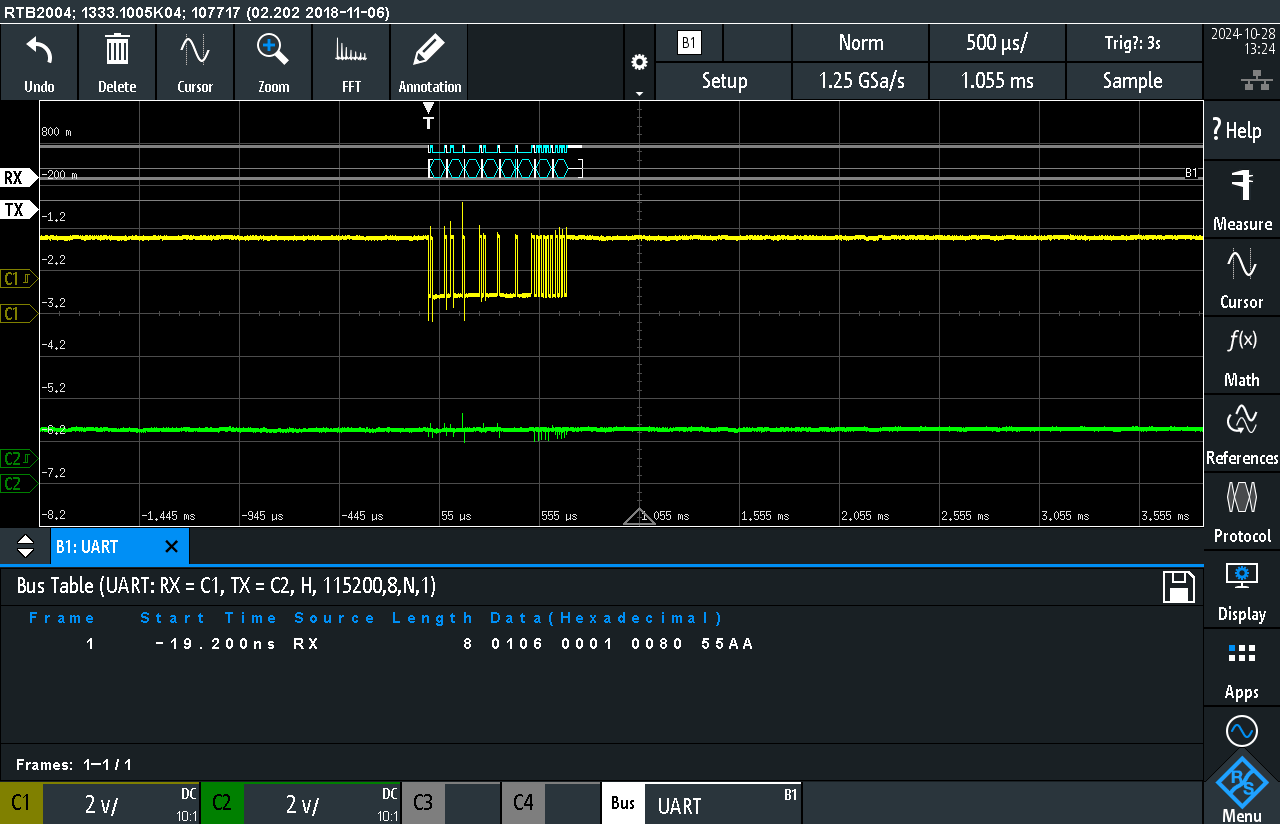 RTB2004; 1333.1005K04; 107717 (02.202 2018-11-06)
Undo Delete Cursor Zoom FFT Annotation
B1 Norm 500 µs/ Trig?: 3s
Setup 1.25 GSa/s 1.055 ms Sample
2024-10-28
13:24
T
800 m
RX -200 m B1
TX -1.2
-2.2
C1
-3.2
C1
-4.2
-5.2
-6.2
C2
-7.2
C2
-8.2 -1,445 ms -945 µs -445 µs 55 µs 555 µs 1,055 ms 1,555 ms 2,055 ms 2,555 ms 3,055 ms 3,555 ms
? Help
Measure
Cursor
f(x)
Math
References
Protocol
Display
Apps
R S
Menu
B1: UART X
Bus Table (UART: RX = C1, TX = C2, H, 115200,8,N,1)
Frame Start Time Source Length Data(Hexadecimal)
1 -19.200ns RX 8 0106 0001 0080 55AA
Frames: 1-1 / 1
C1 2 V/ DC 10:1 C2 2 V/ DC 10:1 C3 C4 Bus UART B1